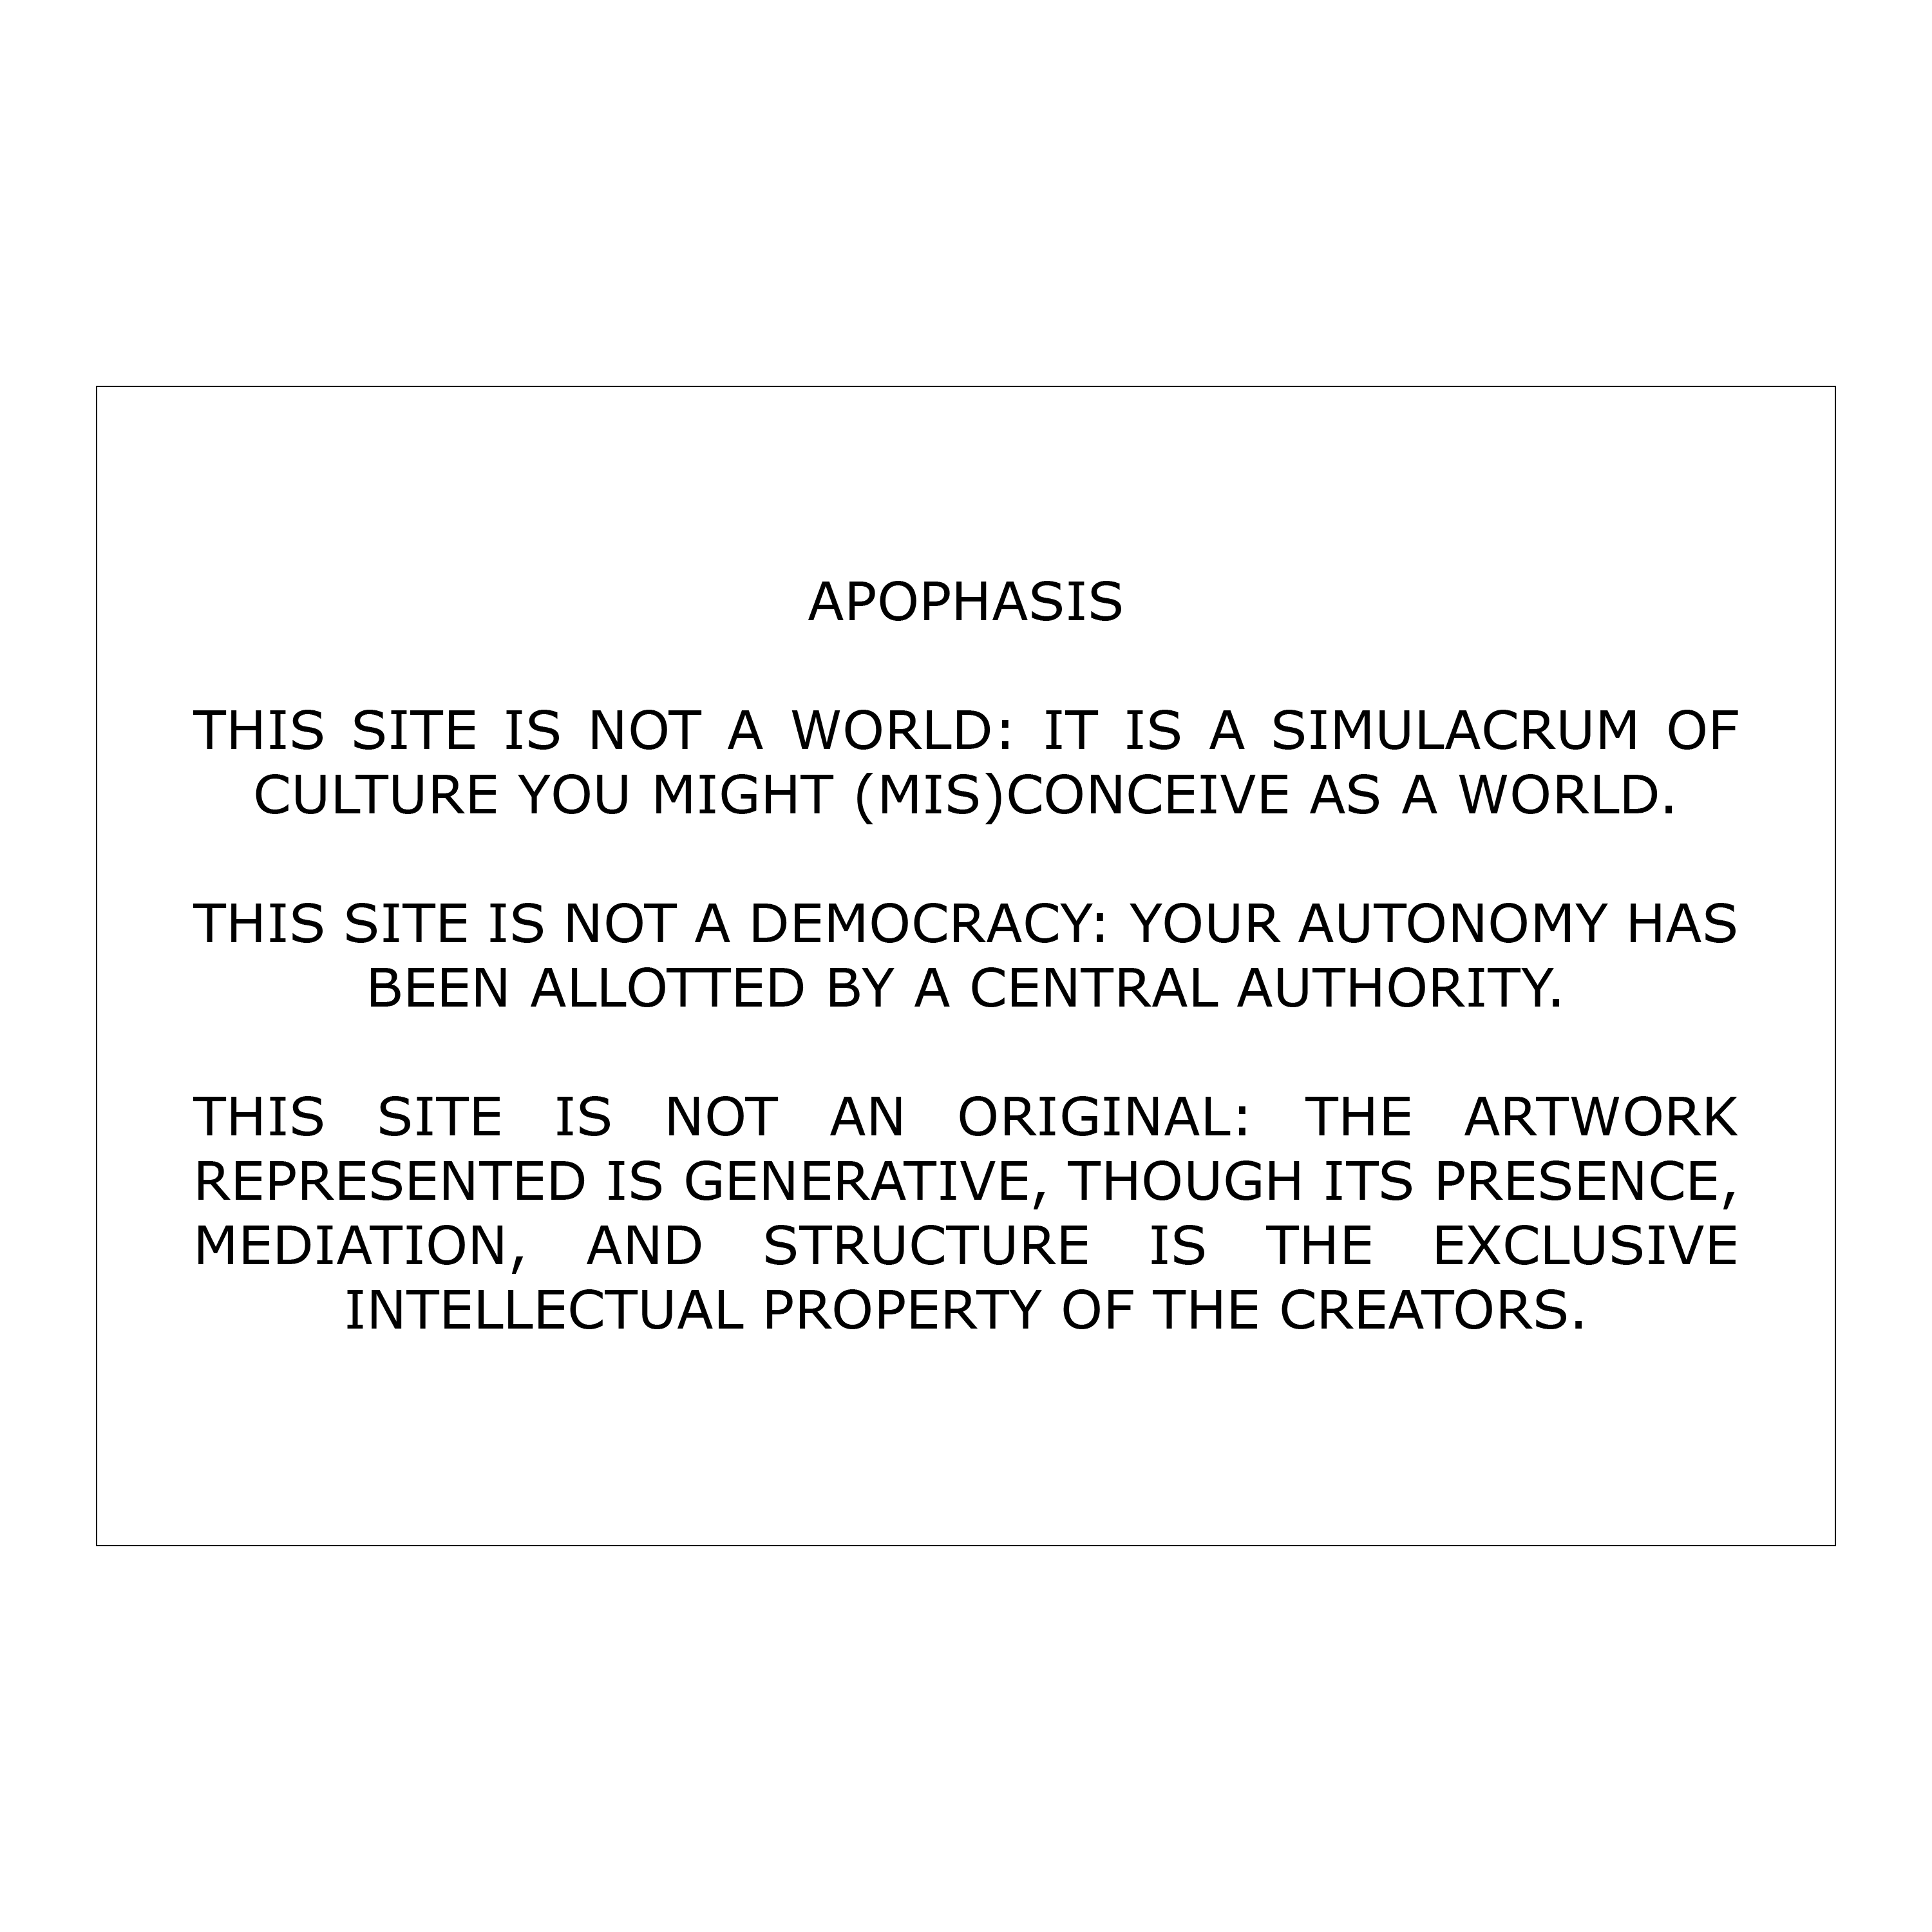 APOPHASIS
THIS SITE IS NOT A WORLD: IT IS A SIMULACRUM OF
CULTURE YOU MIGHT (MIS)CONCEIVE AS A WORLD.
THIS SITE IS NOT A DEMOCRACY: YOUR AUTONOMY HAS
BEEN ALLOTTED BY A CENTRAL AUTHORITY.
THIS SITE IS NOT AN ORIGINAL: THE ARTWORK
REPRESENTED IS GENERATIVE, THOUGH ITS PRESENCE,
MEDIATION, AND STRUCTURE IS THE EXCLUSIVE
INTELLECTUAL PROPERTY OF THE CREATORS.